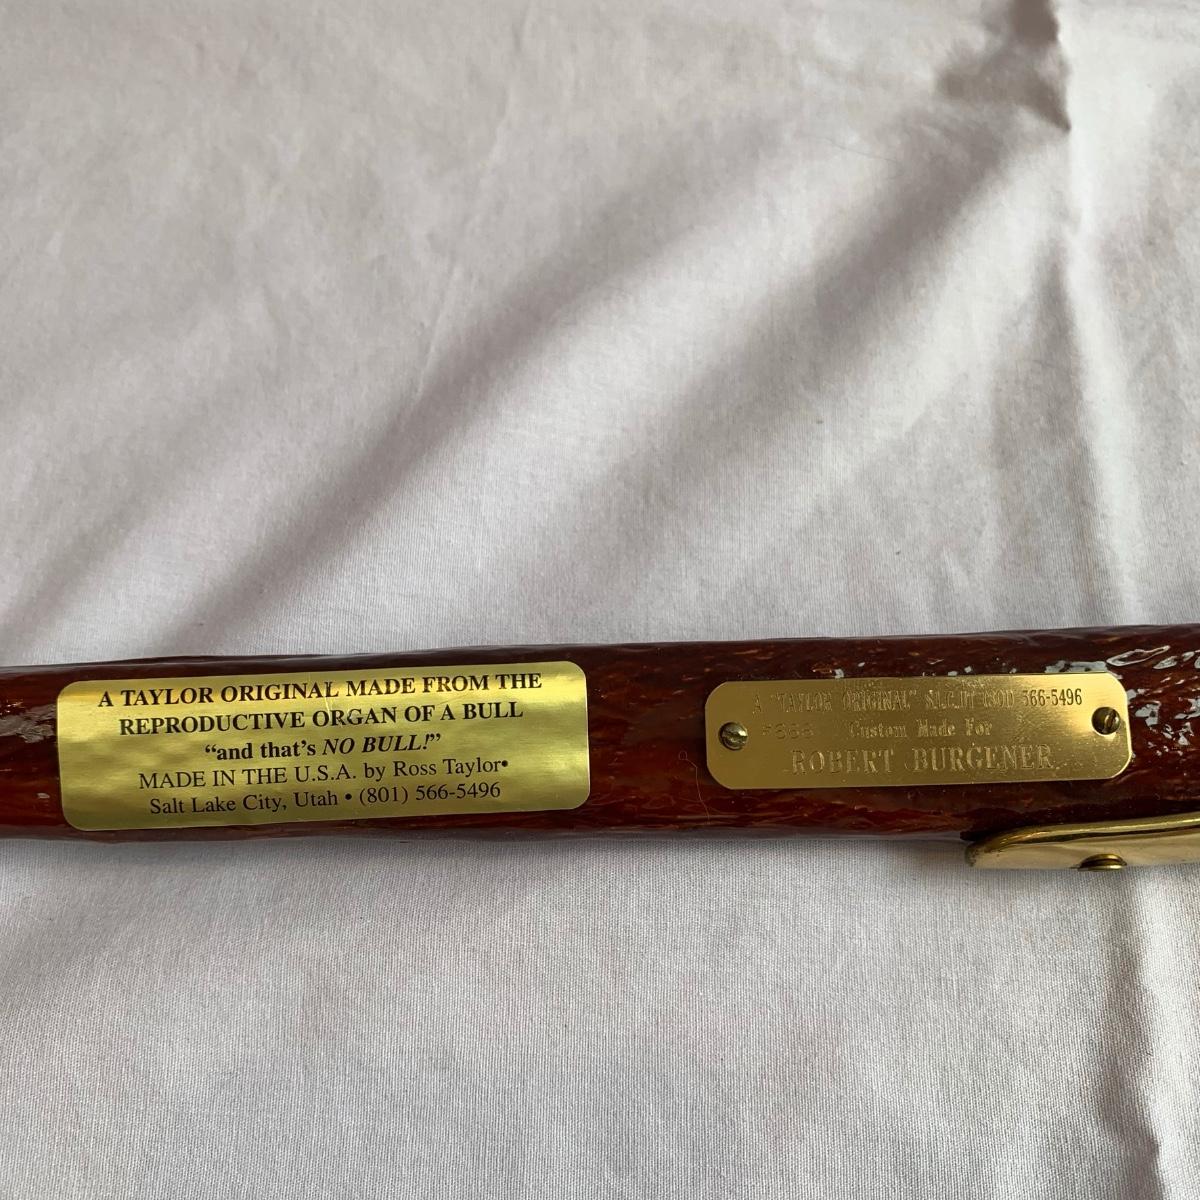 A TAYLOR ORIGINAL MADE FROM THE
REPRODUCTIVE ORGAN OF A BULL
“and that's NO BULL!”
MADE IN THE U.S.A. by Ross Taylor•
Salt Lake City, Utah • (801) 566-5496
A "TAYLOR ORIGINAL" 566-5496
Custom Made For
ROBERT BURGENER